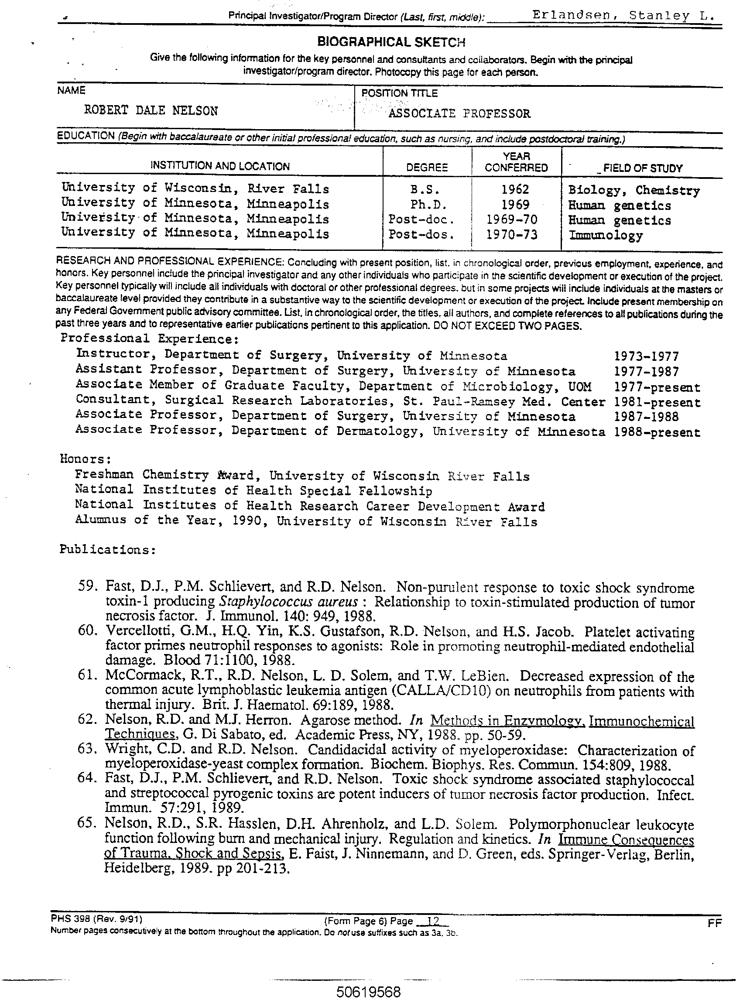 Principal Investigator/Program Director (Last, first, middle): Erlandsen, Stanley L.
BIOGRAPHICAL SKETCH
Give the following information for the key personnel and consultants and collaborators. Begin with the principal
investigator/program director. Photocopy this page for each person.
NAME POSITION TITLE
ROBERT DALE NELSON ASSOCIATE PROFESSOR
EDUCATION (Begin with baccalaureate or other initial professional education, such as nursing, and include postdoctoral training.)
INSTITUTION AND LOCATION DEGREE YEAR CONFERRED FIELD OF STUDY
University of Wisconsin, River Falls B.S. 1962 Biology, Chemistry
University of Minnesota, Minneapolis Ph.D. 1969 Human genetics
University of Minnesota, Minneapolis Post-doc. 1969-70 Human genetics
University of Minnesota, Minneapolis Post-dos. 1970-73 Immunology
RESEARCH AND PROFESSIONAL EXPERIENCE: Concluding with present position, list, in chronological order, previous employment, experience, and
honors. Key personnel include the principal investigator and any other individuals who participate in the scientific development or execution of the project.
Key personnel typically will include all individuals with doctoral or other professional degrees, but in some projects will include individuals at the masters or
baccalaureate level provided they contribute in a substantive way to the scientific development or execution of the project. Include present membership on
any Federal Government public advisory committee. List, in chronological order, the titles, all authors, and complete references to all publications during the
past three years and to representative earlier publications pertinent to this application. DO NOT EXCEED TWO PAGES.
Professional Experience:
Instructor, Department of Surgery, University of Minnesota 1973-1977
Assistant Professor, Department of Surgery, University of Minnesota 1977-1987
Associate Member of Graduate Faculty, Department of Microbiology, UOM 1977-present
Consultant, Surgical Research Laboratories, St. Paul-Ramsey Med. Center 1981-present
Associate Professor, Department of Surgery, University of Minnesota 1987-1988
Associate Professor, Department of Dermatology, University of Minnesota 1988-present
Honors:
Freshman Chemistry Award, University of Wisconsin River Falls
National Institutes of Health Special Fellowship
National Institutes of Health Research Career Development Award
Alumnus of the Year, 1990, University of Wisconsin River Falls
Publications:
59. Fast, D.J., P.M. Schlievert, and R.D. Nelson. Non-purulent response to toxic shock syndrome
toxin-1 producing Staphylococcus aureus : Relationship to toxin-stimulated production of tumor
necrosis factor. J. Immunol. 140: 949, 1988.
60. Vercellotti, G.M., H.Q. Yin, K.S. Gustafson, R.D. Nelson, and H.S. Jacob. Platelet activating
factor primes neutrophil responses to agonists: Role in promoting neutrophil-mediated endothelial
damage. Blood 71:1100, 1988.
61. McCormack, R.T., R.D. Nelson, L. D. Solem, and T.W. LeBien. Decreased expression of the
common acute lymphoblastic leukemia antigen (CALLA/CD10) on neutrophils from patients with
thermal injury. Brit. J. Haematol. 69:189, 1988.
62. Nelson, R.D. and M.J. Herron. Agarose method. In Methods in Enzymology, Immunochemical
Techniques, G. Di Sabato, ed. Academic Press, NY, 1988. pp. 50-59.
63. Wright, C.D. and R.D. Nelson. Candidacidal activity of myeloperoxidase: Characterization of
myeloperoxidase-yeast complex formation. Biochem. Biophys. Res. Commun. 154:809, 1988.
64. Fast, D.J., P.M. Schlievert, and R.D. Nelson. Toxic shock syndrome associated staphylococcal
and streptococcal pyrogenic toxins are potent inducers of tumor necrosis factor production. Infect.
Immun. 57:291, 1989.
65. Nelson, R.D., S.R. Hasslen, D.H. Ahrenholz, and L.D. Solem. Polymorphonuclear leukocyte
function following burn and mechanical injury. Regulation and kinetics. In Immune Consequences
of Trauma, Shock and Sepsis, E. Faist, J. Ninnemann, and D. Green, eds. Springer-Verlag, Berlin,
Heidelberg, 1989. pp 201-213.
PHS 398 (Rev. 9/91) (Form Page 6) Page 12 FF
Number pages consecutively at the bottom throughout the application. Do not use suffixes such as 3a, 3b.
50619568